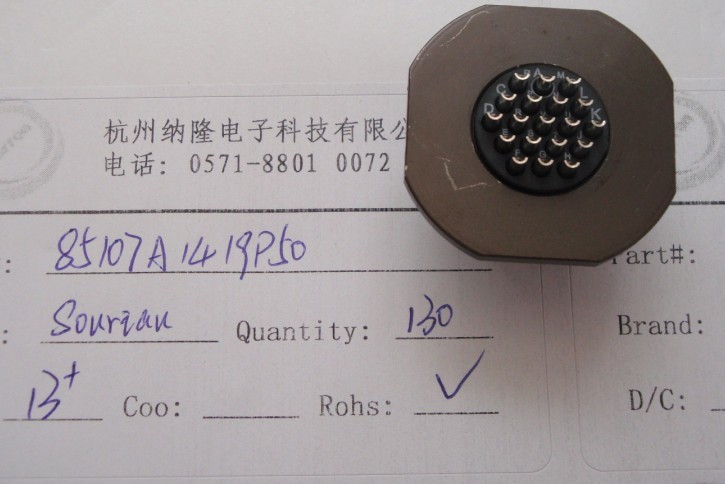 杭州纳隆电子科技有限公
电话: 0571-8801 0072
: 85107A1419P50 Part#:
: Souriau Quantity: 130 Brand:
13+ Coo: Rohs: ✓ D/C: